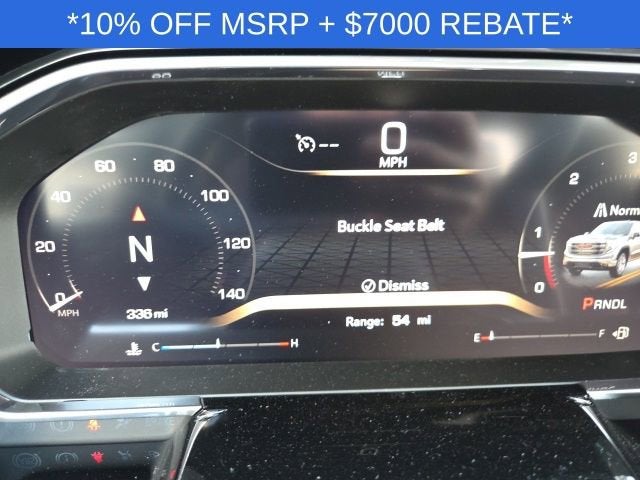 *10% OFF MSRP + $7000 REBATE*
-- 0
MPH
20 40 60 80 100 120 140
0
MPH
N
336 mi
Buckle Seat Belt
Dismiss
Range: 54 mi
C H
E F
0 1 2 3
Norm
PRNDL